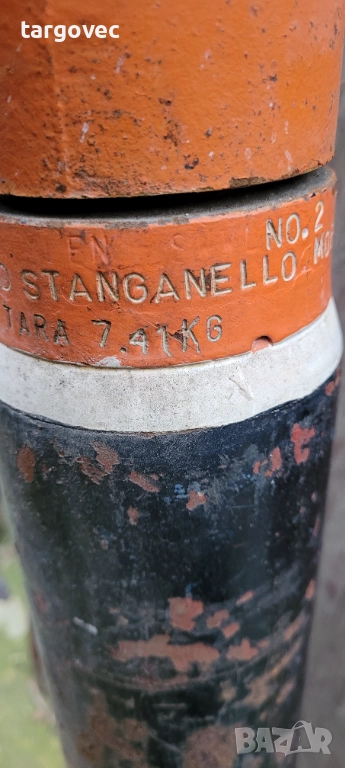 targovec
NO.2
STANGANELLO
TARA 7.41KG
BAZAR